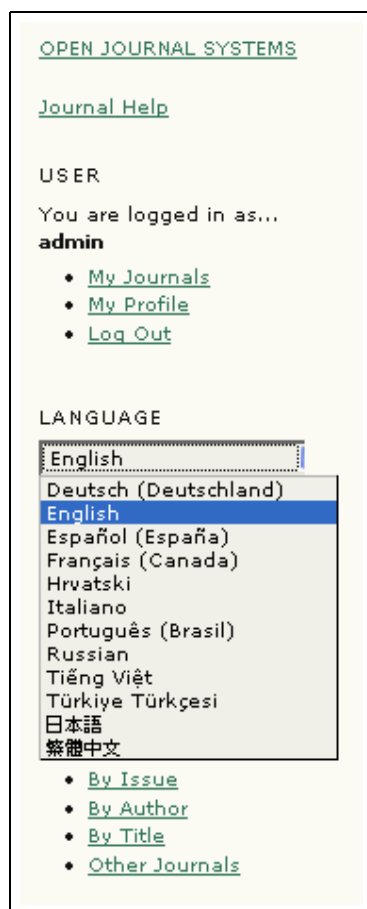 OPEN JOURNAL SYSTEMS
Journal Help
USER
You are logged in as...
admin
My Journals
My Profile
Log Out
LANGUAGE
English
Deutsch (Deutschland)
English
Español (España)
Français (Canada)
Hrvatski
Italiano
Português (Brasil)
Russian
Tiếng Việt
Türkiye Türkçesi
日本語
繁體中文
By Issue
By Author
By Title
Other Journals